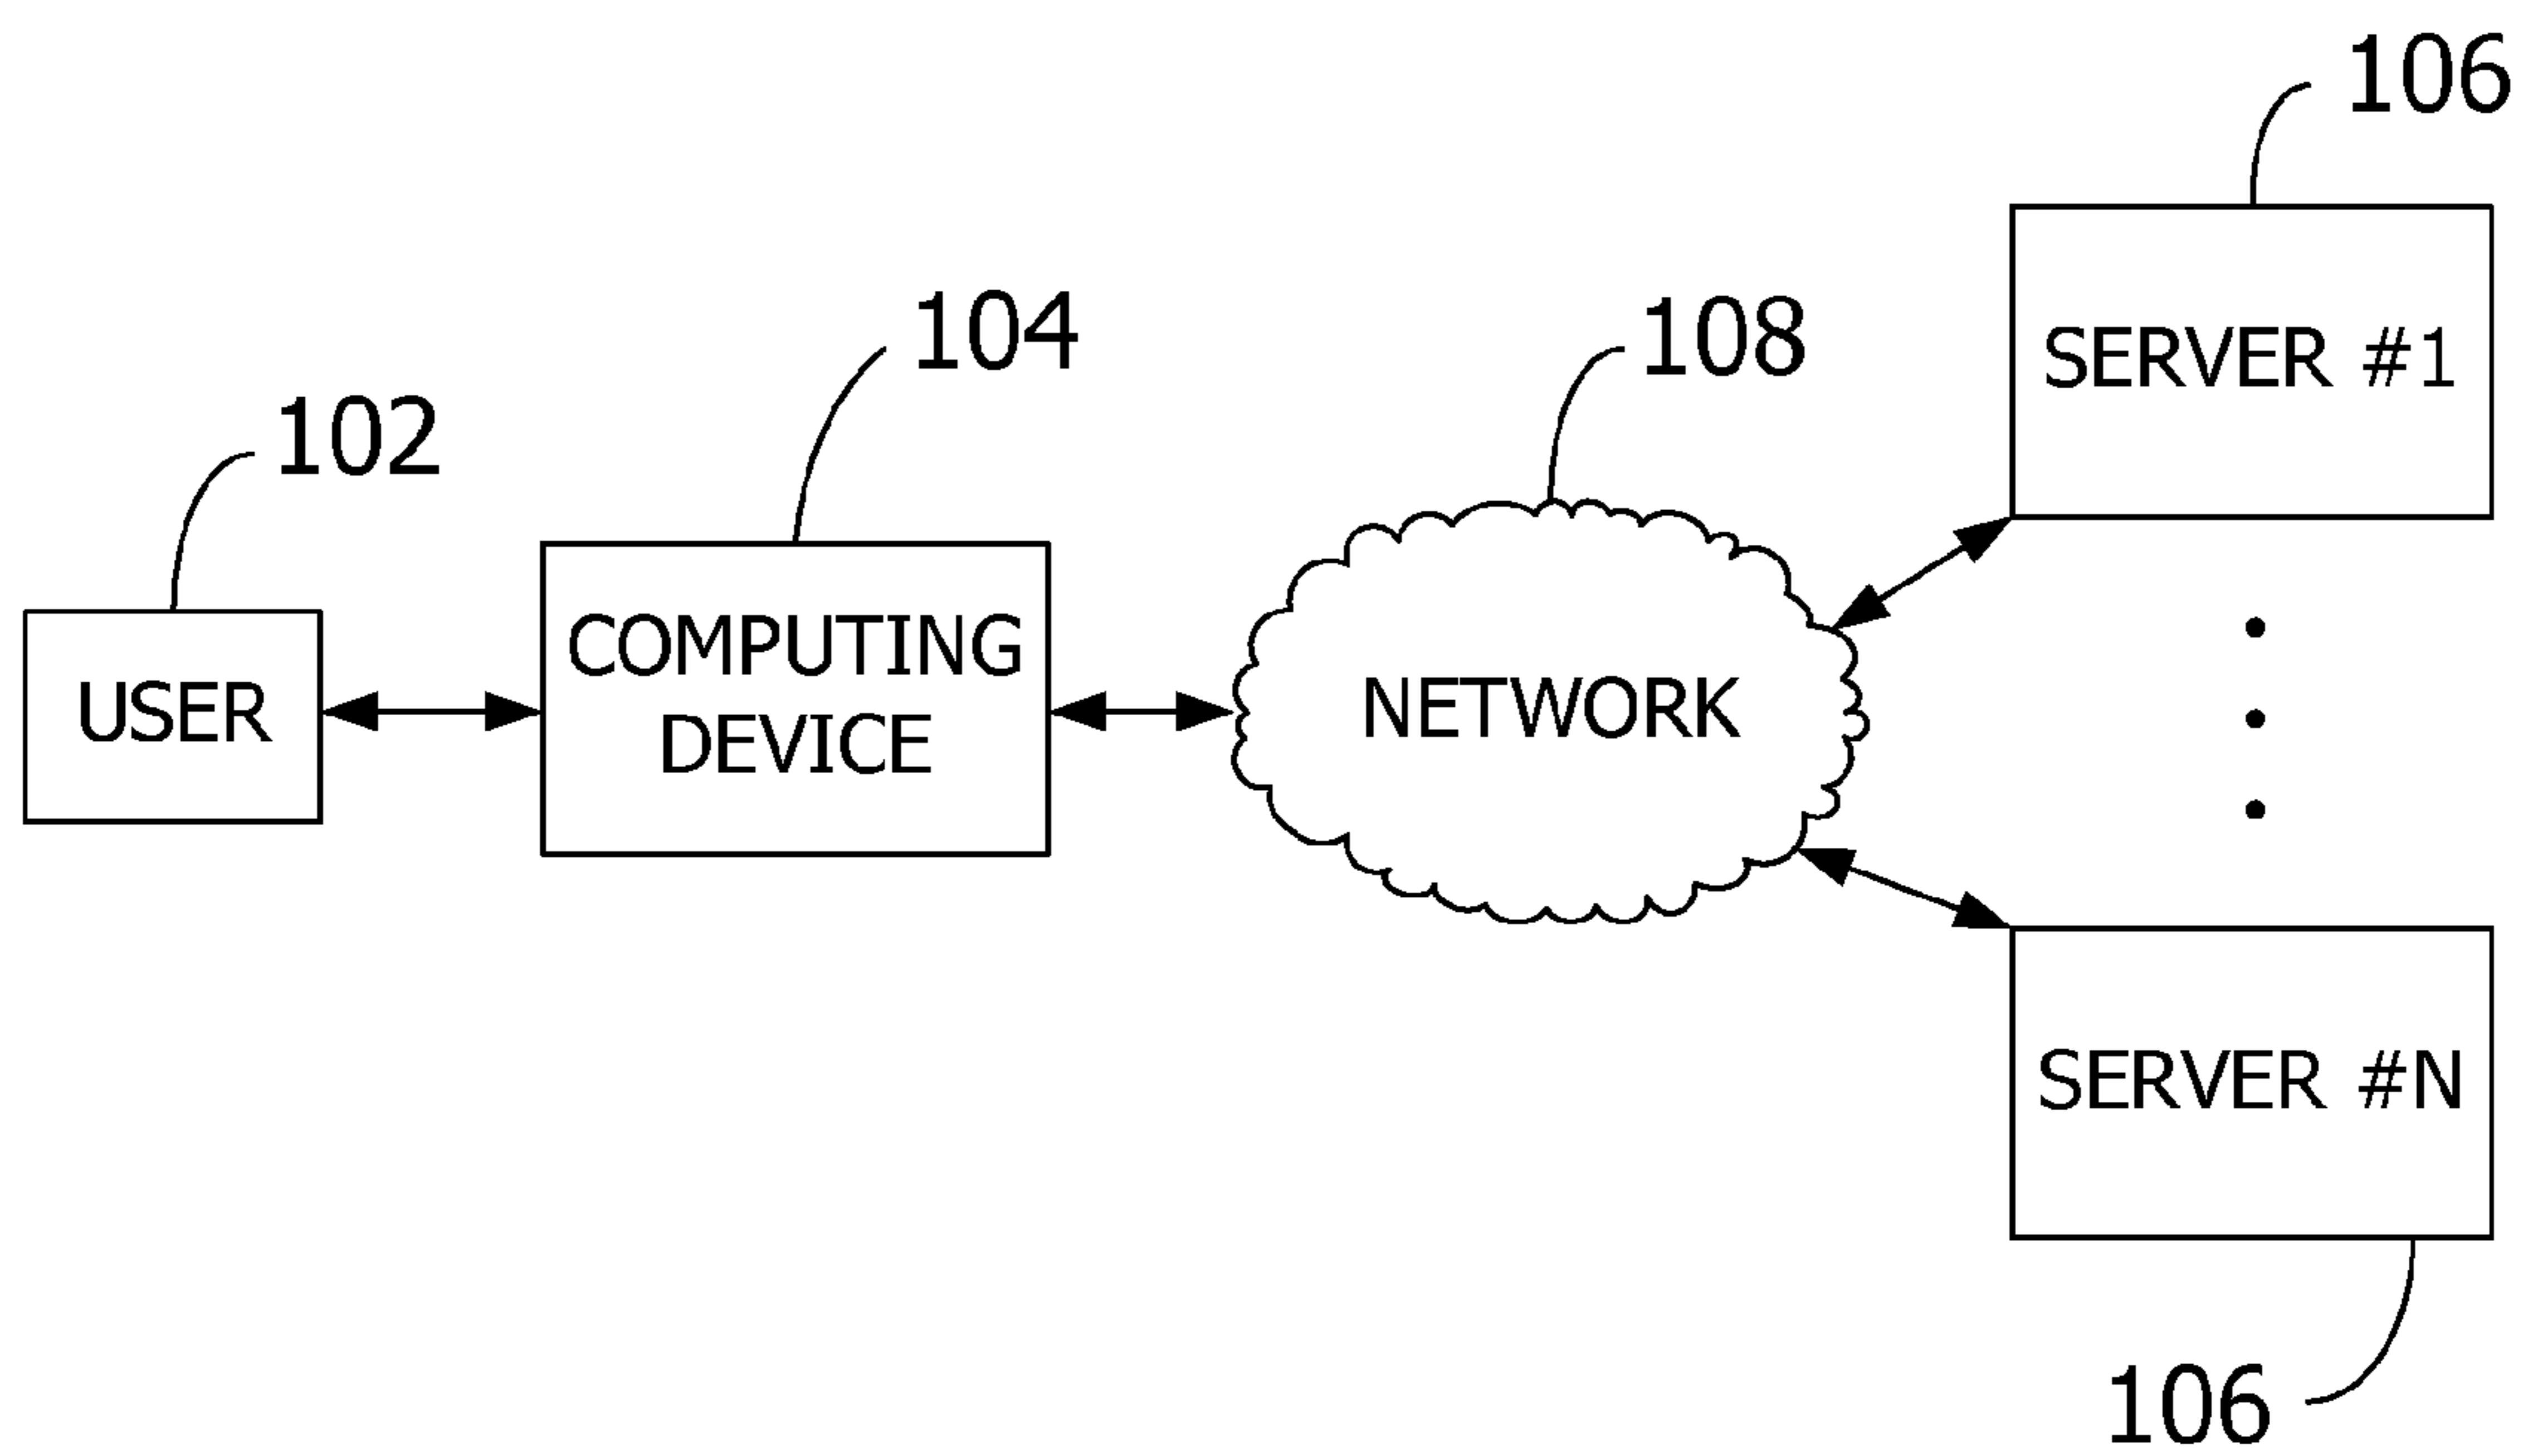 106
SERVER #1
104
108
102
COMPUTING
DEVICE
USER
NETWORK
SERVER #N
106